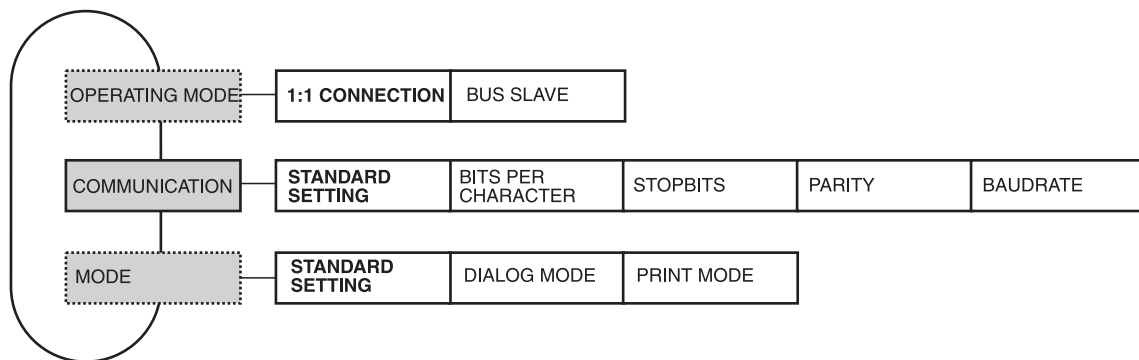 OPERATING MODE
1:1 CONNECTION
BUS SLAVE
COMMUNICATION
STANDARD
SETTING
BITS PER
CHARACTER
STOPBITS
PARITY
BAUDRATE
MODE
STANDARD
SETTING
DIALOG MODE
PRINT MODE